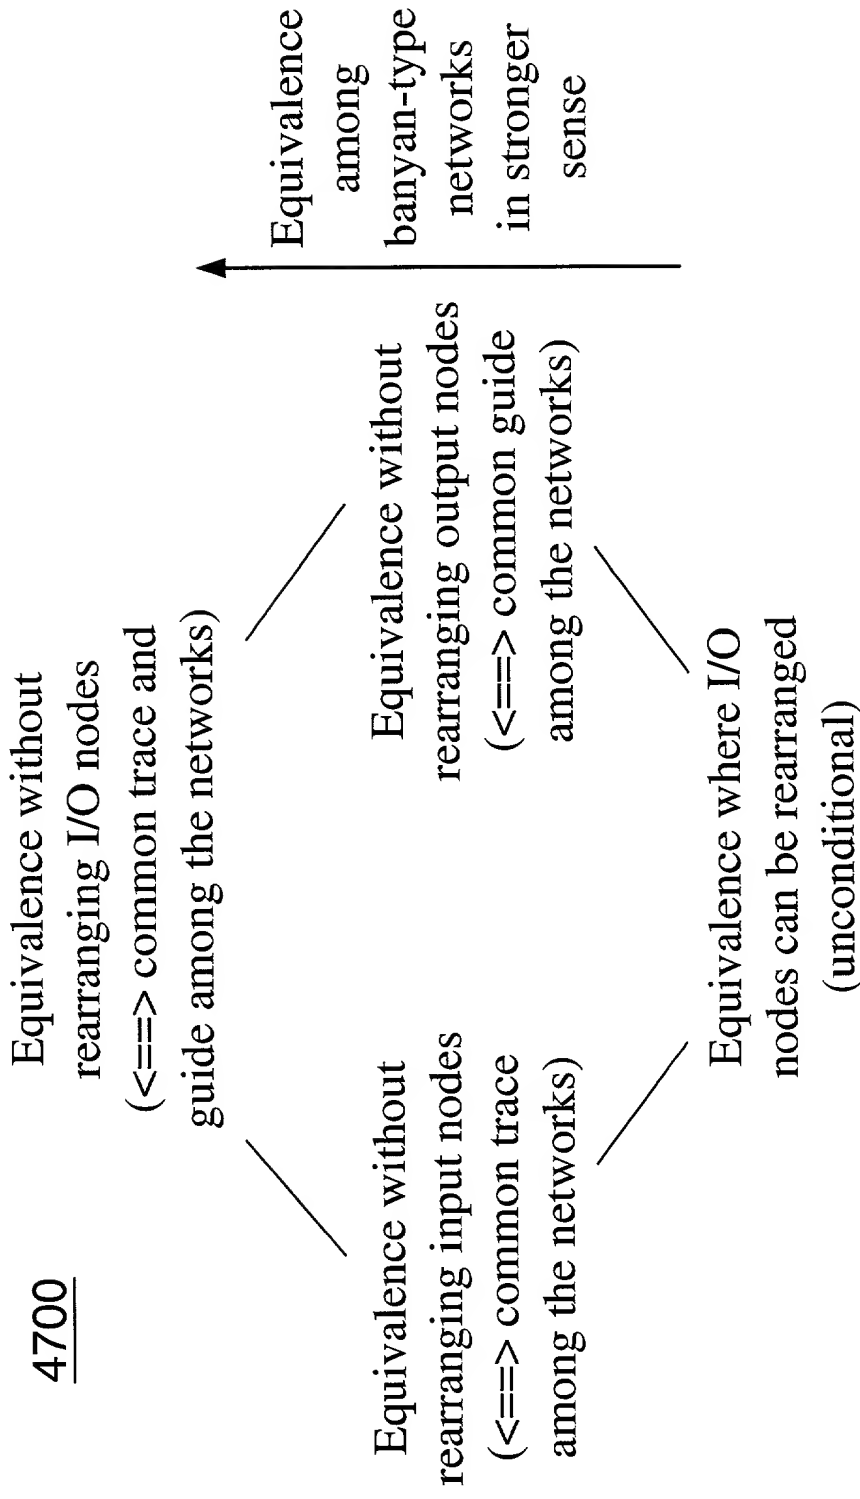 4700
Equivalence without
rearranging I/O nodes
(<==> common trace and
guide among the networks)
Equivalence without
rearranging input nodes
(<==> common trace
among the networks)
Equivalence without
rearranging output nodes
(<==> common guide
among the networks)
Equivalence where I/O
nodes can be rearranged
(unconditional)
Equivalence
among
banyan-type
networks
in stronger
sense